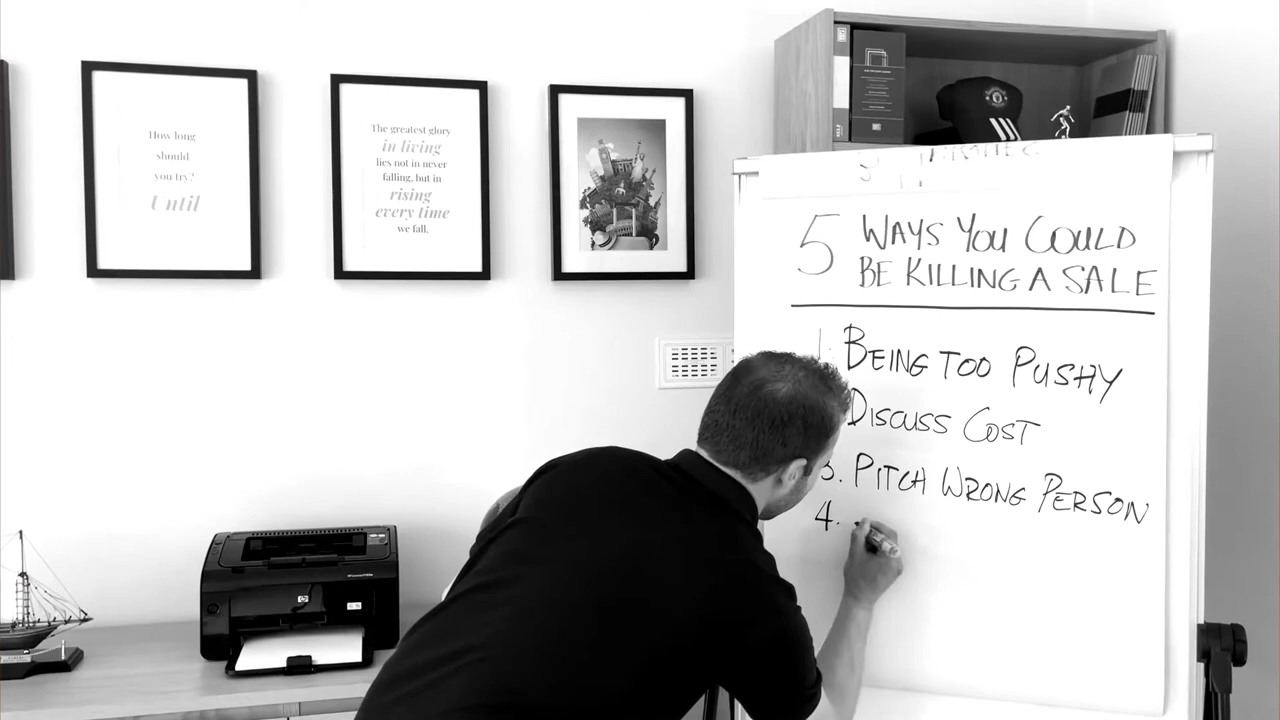 How long
should
you try?
Until
The greatest glory
in living
lies not in never
falling, but in
rising
every time
we fall.
5 WAYS YOU COULD
BE KILLING A SALE
1. BEING TOO PUSHY
DISCUSS COST
3. PITCH WRONG PERSON
4.
hp